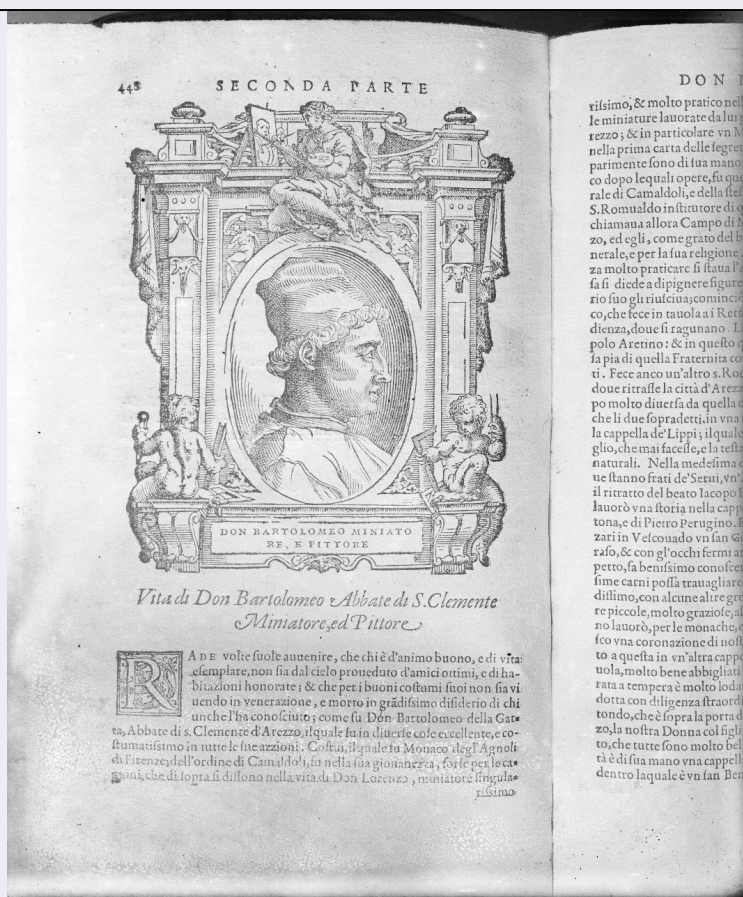 448 SECONDA PARTE
DON BARTOLOMEO MINIATO
RE, E PITTORE
Vita di Don Bartolomeo Abbate di S. Clemente
Miniatore, ed Pittore
RADE volte suole auuenire, che chi è d'animo buono, e di vita
esemplare, non sia dal cielo proueduto d'amici ottimi, e di ha-
bitazioni honorate; & che per i buoni costumi suoi non sia vi
uendo in venerazione, e morto in grãdissimo disiderio di chi
unche l'ha conosciuto; come fu Don Bartolomeo della Gat-
ta, Abbate di s. Clemente d'Arezzo, ilquale fu in diuerse cose eccellente, e co-
stumatissimo in tutte le sue azzioni. Costui, ilquale fu Monaco degl'Agnoli
di Firenze, dell'ordine di Camaldoli, fu nella sua giouanezza, forse per le ca-
gioni, che di sopra si dissono nella vita di Don Lorenzo, miniatore singula-
rissimo
DON
rissimo, & molto pratico nel
le miniature lauorate da lui
rezzo; & in particolare vn
nella prima carta delle segre
parimente sono di sua mano
co dopo lequali opere, fu que
rale di Camaldoli, e della stes
S. Romualdo institutore di
chiamaua allora Campo di
zo, ed egli, come grato del b
nerale, e per la sua religione,
za molto praticare si staua l'
sa si diede a dipignere figure
rio suo gli riusciua; cominciè
co, che fece in tauola a i Rett
dienza, doue si ragunano. L
polo Aretino: & in questo q
sa pia di quella Fraternita co
ti. Fece anco un'altro s. Roc
doue ritrasse la città d'Arezz
po molto diuersa da quella c
che li due sopradetti, in vna
la cappella de' Lippi; ilquale
glio, che mai facesse, e la testa
naturali. Nella medesima
ue stanno frati de' Serui, vn'
il ritratto del beato Iacopo
lauorò vna storia nella capp
tona, e di Pietro Perugino.
zari in Vescouado vn san Gi
raso, & con gl'occhi fermi at
petto, fa benissimo conoscer
sime carni possa trauagliare
dissimo, con alcune altre gro
re piccole, molto graziose, al
no lauorò, per le monache,
sco vna coronazione di nost
to a questa in vn'altra cappe
uola, molto bene abbigliati
rata a tempera è molto loda
dotta con diligenza straord
tondo, che è sopra la porta d
zo, la nostra Donna col figli
to, che tutte sono molto bel
tà è di sua mano vna cappell
dentro laquale è vn san Ber